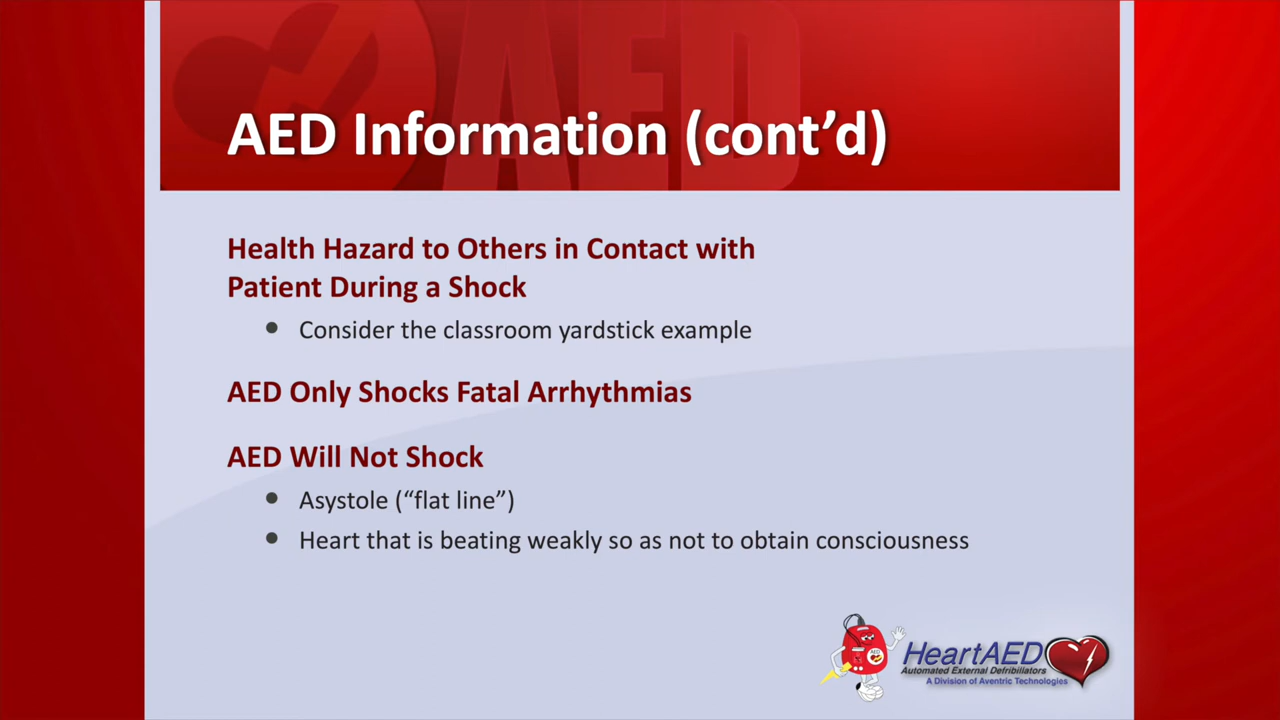 AED
AED Information (cont’d)
Health Hazard to Others in Contact with
Patient During a Shock
• Consider the classroom yardstick example
AED Only Shocks Fatal Arrhythmias
AED Will Not Shock
• Asystole (“flat line”)
• Heart that is beating weakly so as not to obtain consciousness
AED
HeartAED
Automated External Defibrillators
A Division of Aventric Technologies